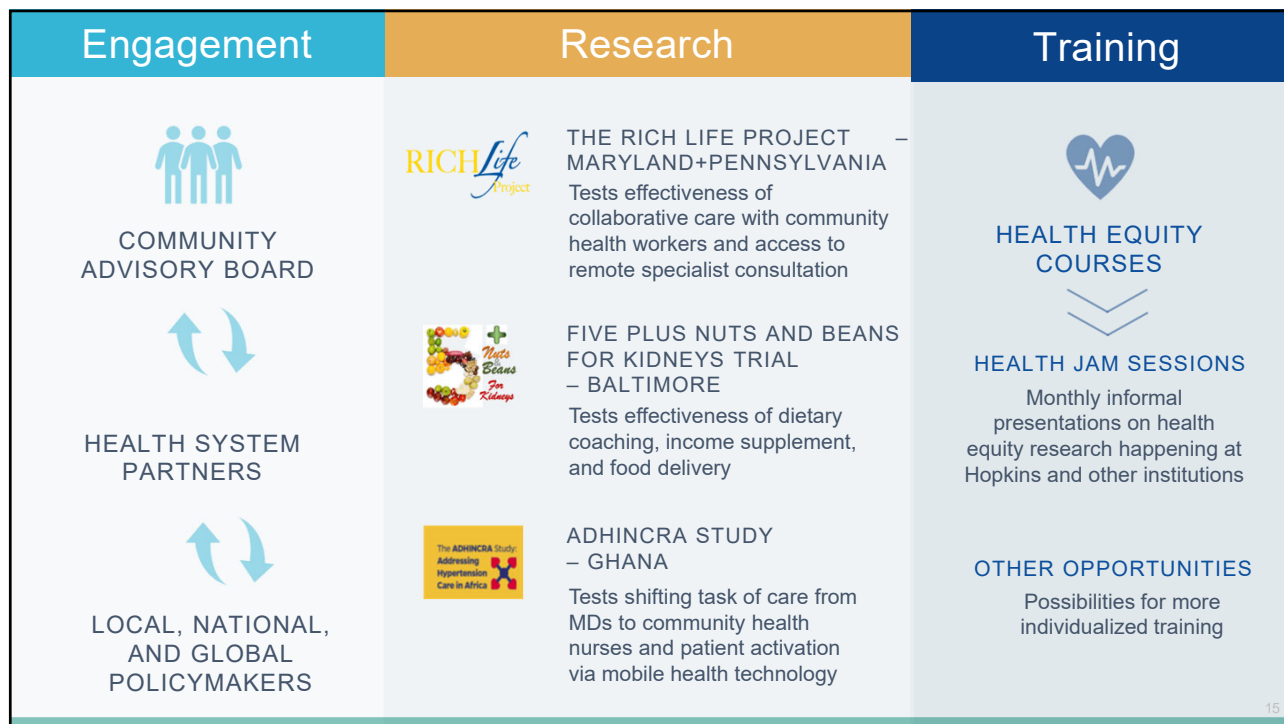 Engagement
Research
Training
COMMUNITY
ADVISORY BOARD
HEALTH SYSTEM
PARTNERS
LOCAL, NATIONAL,
AND GLOBAL
POLICYMAKERS
RICH Life
Project
THE RICH LIFE PROJECT –
MARYLAND+PENNSYLVANIA
Tests effectiveness of
collaborative care with community
health workers and access to
remote specialist consultation
5 +
Nuts
& Beans
For
Kidneys
FIVE PLUS NUTS AND BEANS
FOR KIDNEYS TRIAL
– BALTIMORE
Tests effectiveness of dietary
coaching, income supplement,
and food delivery
The ADHINCRA Study:
Addressing
Hypertension
Care in Africa
ADHINCRA STUDY
– GHANA
Tests shifting task of care from
MDs to community health
nurses and patient activation
via mobile health technology
HEALTH EQUITY
COURSES
HEALTH JAM SESSIONS
Monthly informal
presentations on health
equity research happening at
Hopkins and other institutions
OTHER OPPORTUNITIES
Possibilities for more
individualized training
15